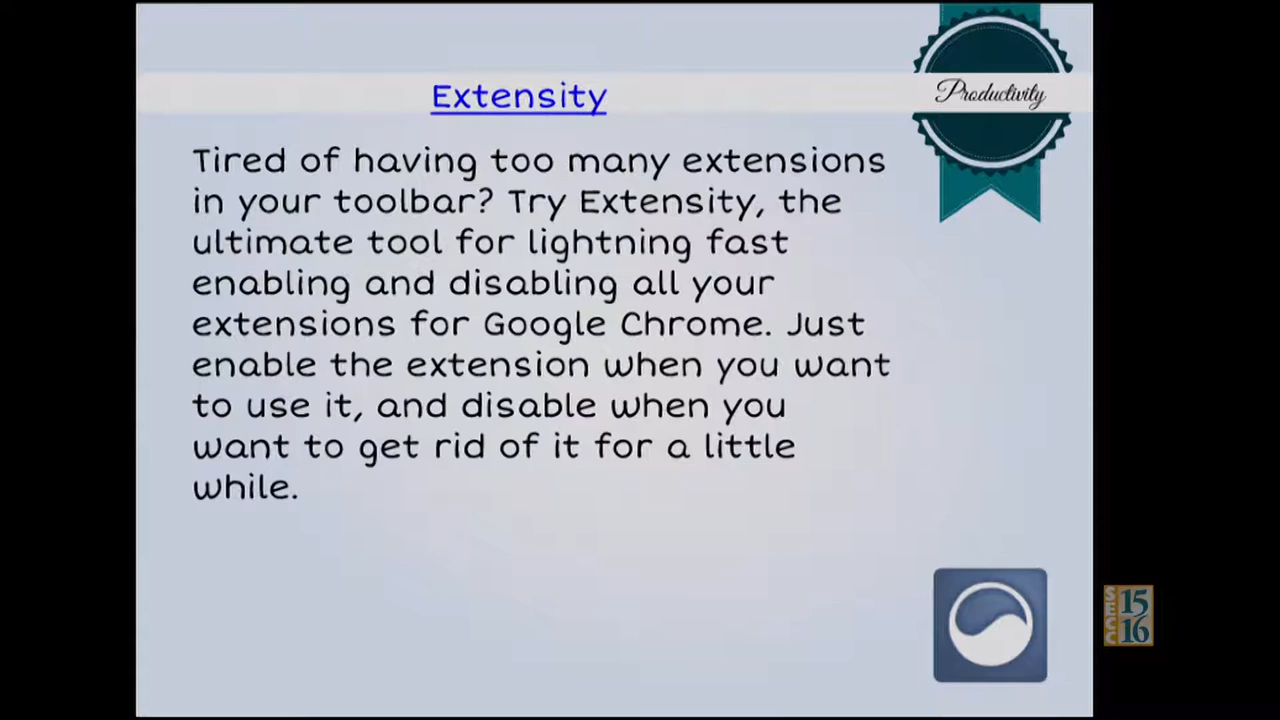 Extensity
Productivity
Tired of having too many extensions
in your toolbar? Try Extensity, the
ultimate tool for lightning fast
enabling and disabling all your
extensions for Google Chrome. Just
enable the extension when you want
to use it, and disable when you
want to get rid of it for a little
while.
SECC
15
16